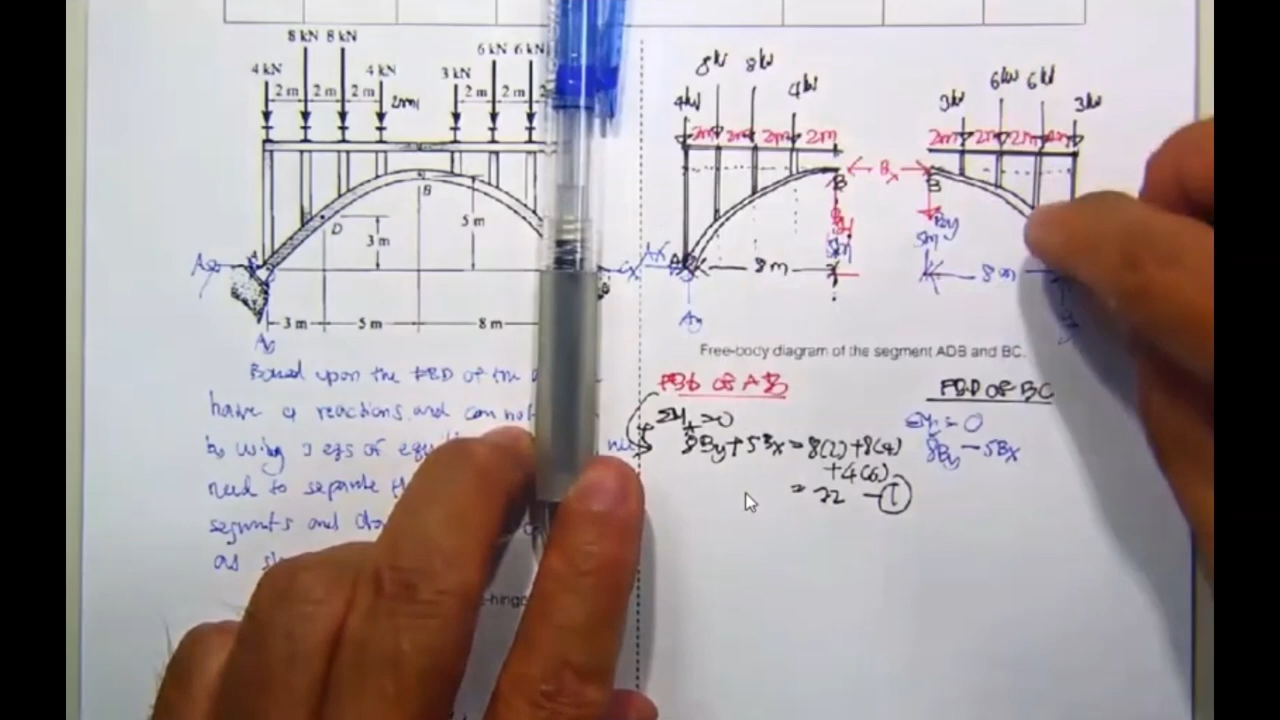 8 kN 8 kN
6 kN 6 kN
4 kN
4 kN
3 kN
2 m 2 m 2 m
2m
2 m 2 m
B
D
3 m
5 m
Ay
3 m 5 m 8 m
8kN 8kN
4kN
4kN
2m 2m 2m 2m
Bx
B
By
5m
Ax
A
8 m
Ay
6kN 6kN
3kN
3kN
2m 2m 2m
B
By
5m
8 m
Cx
Free-body diagram of the segment ADB and BC.
Based upon the FBD of the
have 4 reactions and can not
by using 3 eqs of
need to separate
segments and
as
-hing
FBD of AB
ΣMA=0
8By+5Bx=8(2)+8(4)
+4(6)
= 72 —①
FBD OF BC
ΣMc=0
8By-5Bx